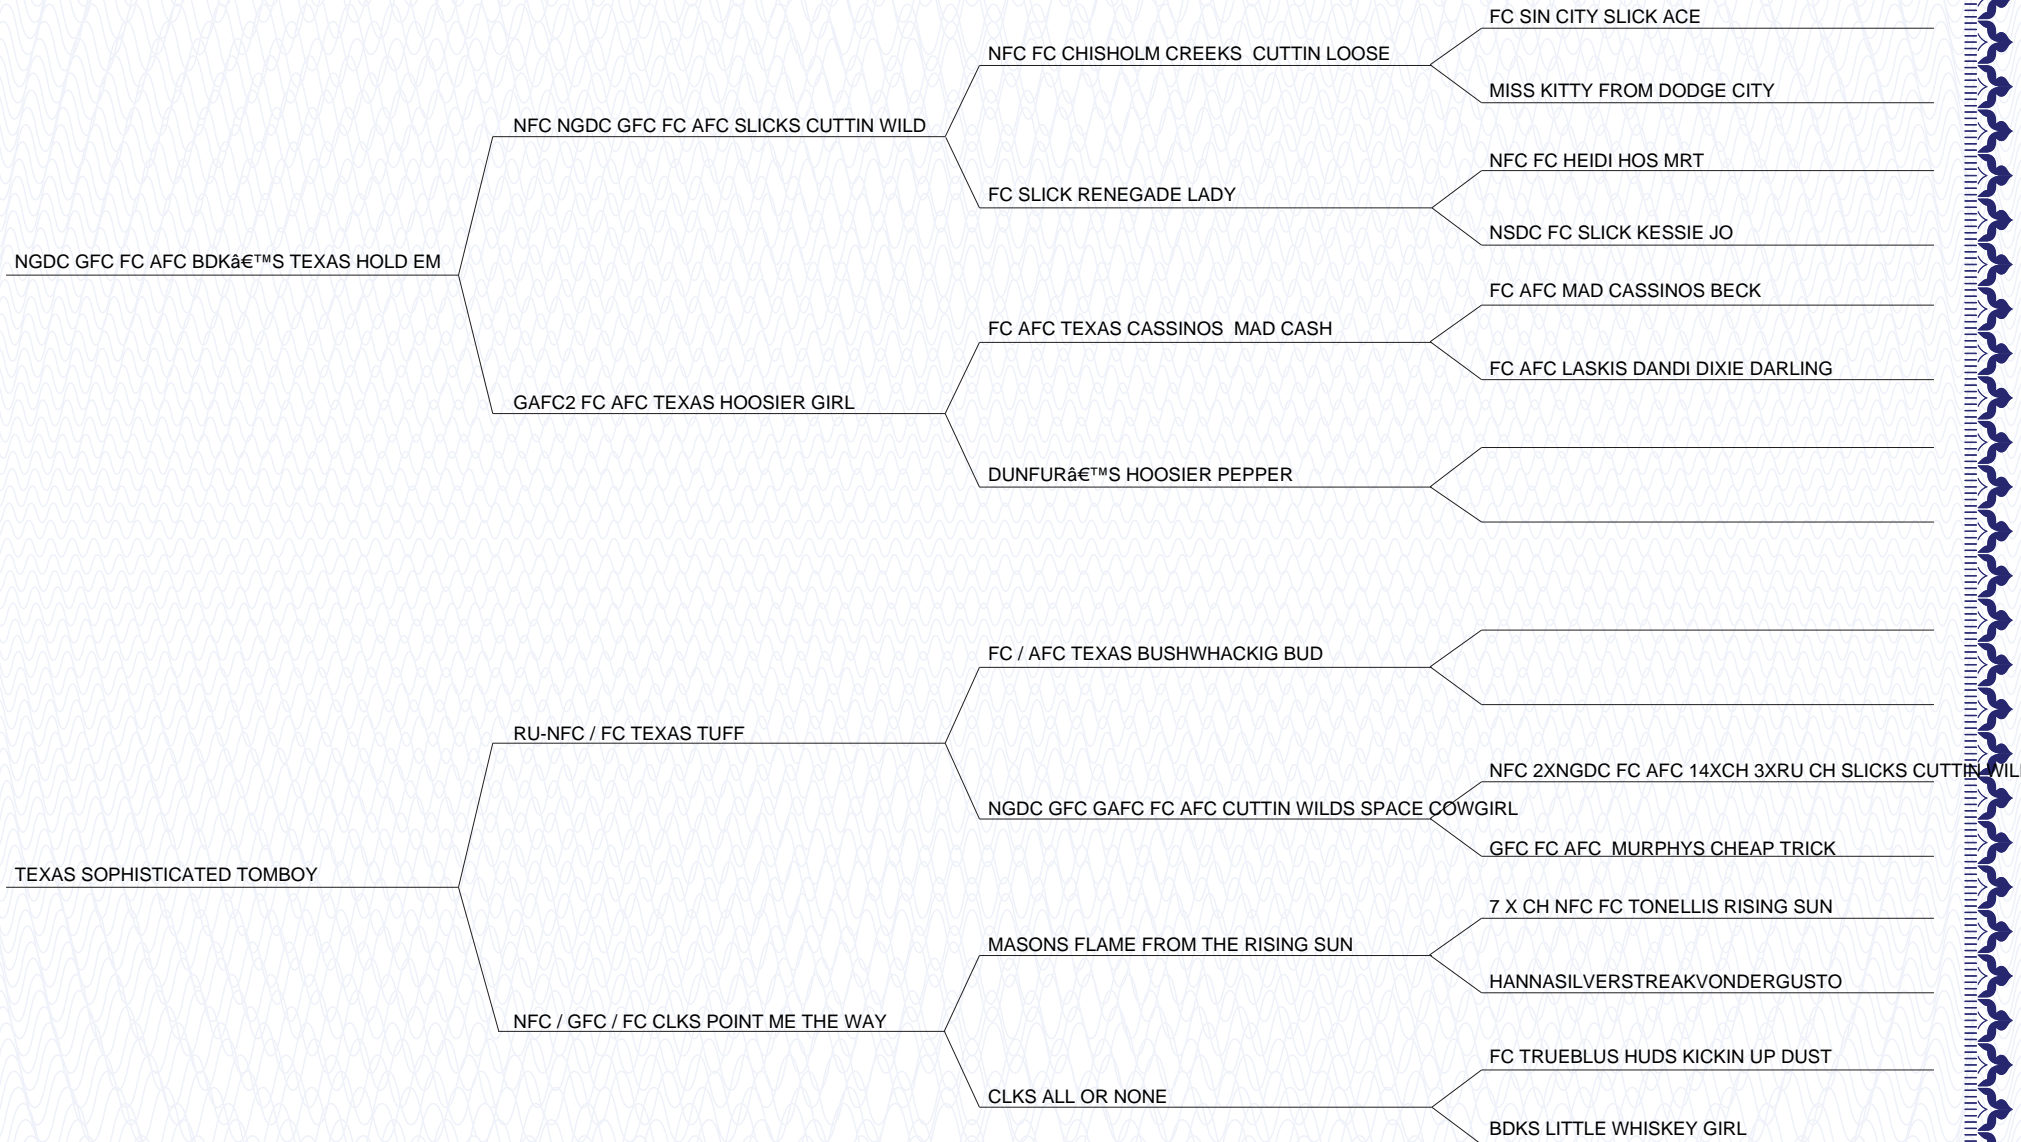 FC SIN CITY SLICK ACE
NFC FC CHISHOLM CREEKS  CUTTIN LOOSE
MISS KITTY FROM DODGE CITY
NFC NGDC GFC FC AFC SLICKS CUTTIN WILD
NFC FC HEIDI HOS MRT
FC SLICK RENEGADE LADY
NSDC FC SLICK KESSIE JO
NGDC GFC FC AFC BDKâ€™S TEXAS HOLD EM
FC AFC MAD CASSINOS BECK
FC AFC TEXAS CASSINOS  MAD CASH
FC AFC LASKIS DANDI DIXIE DARLING
GAFC2 FC AFC TEXAS HOOSIER GIRL
DUNFURâ€™S HOOSIER PEPPER
FC / AFC TEXAS BUSHWHACKIG BUD
RU-NFC / FC TEXAS TUFF
NFC 2XNGDC FC AFC 14XCH 3XRU CH SLICKS CUTTIN WIL
NGDC GFC GAFC FC AFC CUTTIN WILDS SPACE COWGIRL
GFC FC AFC  MURPHYS CHEAP TRICK
TEXAS SOPHISTICATED TOMBOY
7 X CH NFC FC TONELLIS RISING SUN
MASONS FLAME FROM THE RISING SUN
HANNASILVERSTREAKVONDERGUSTO
NFC / GFC / FC CLKS POINT ME THE WAY
FC TRUEBLUS HUDS KICKIN UP DUST
CLKS ALL OR NONE
BDKS LITTLE WHISKEY GIRL